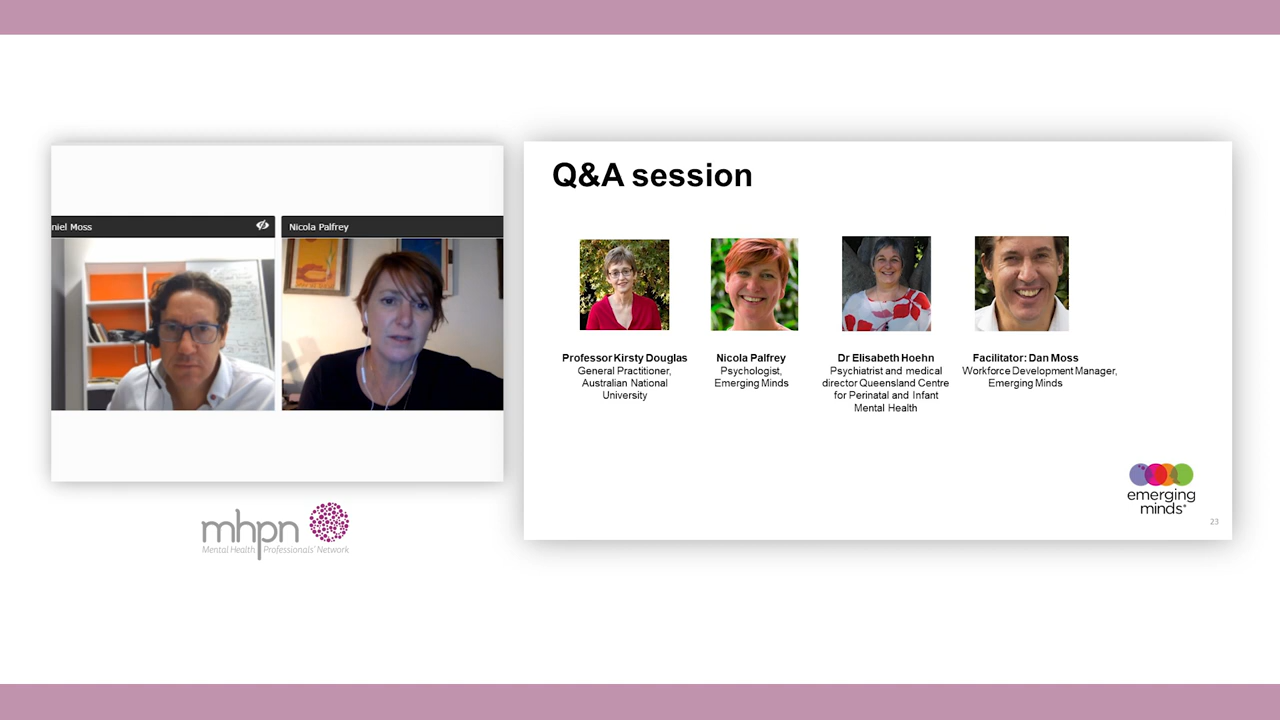 niel Moss
Nicola Palfrey
mhpn
Mental Health Professionals' Network
Q&A session
Professor Kirsty Douglas
General Practitioner,
Australian National
University
Nicola Palfrey
Psychologist,
Emerging Minds
Dr Elisabeth Hoehn
Psychiatrist and medical
director Queensland Centre
for Perinatal and Infant
Mental Health
Facilitator: Dan Moss
Workforce Development Manager,
Emerging Minds
emerging
minds
23